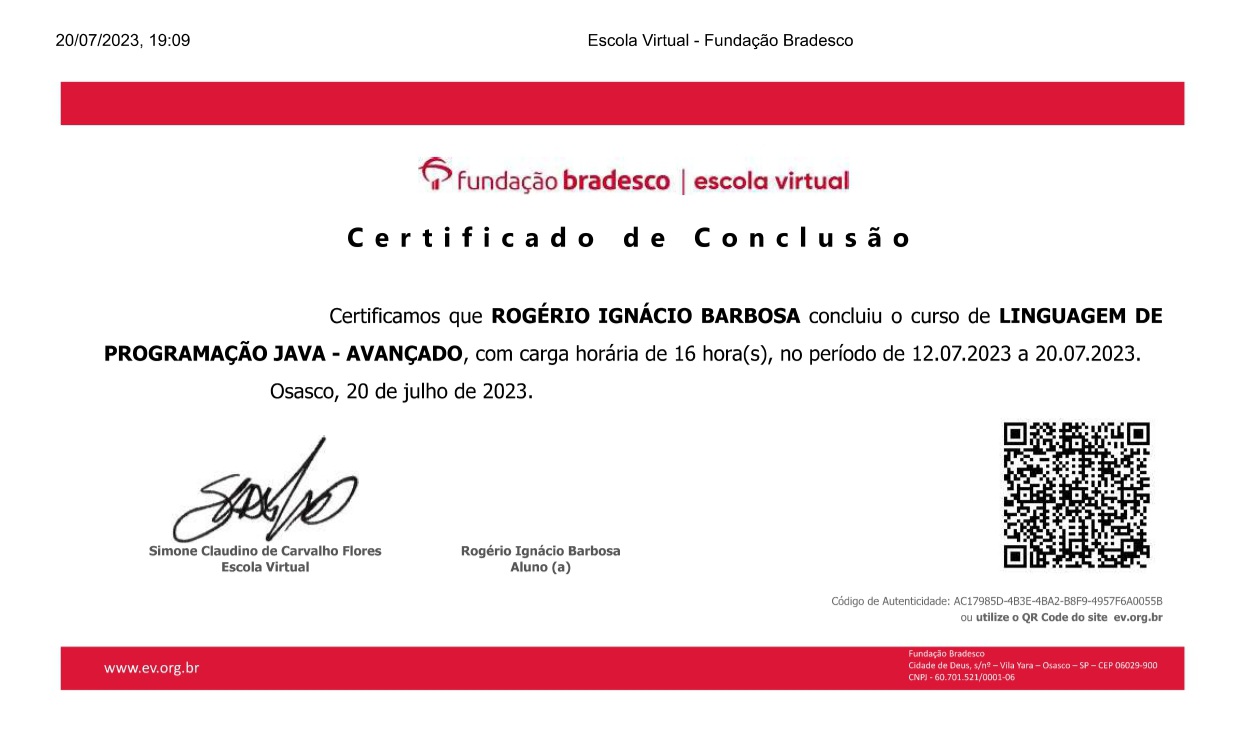 20/07/2023, 19:09 Escola Virtual - Fundação Bradesco
fundação bradesco | escola virtual
Certificado de Conclusão
Certificamos que ROGÉRIO IGNÁCIO BARBOSA concluiu o curso de LINGUAGEM DE
PROGRAMAÇÃO JAVA - AVANÇADO, com carga horária de 16 hora(s), no período de 12.07.2023 a 20.07.2023.
Osasco, 20 de julho de 2023.
Simone Claudino de Carvalho Flores
Escola Virtual
Rogério Ignácio Barbosa
Aluno (a)
Código de Autenticidade: AC17985D-4B3E-4BA2-B8F9-4957F6A0055B
ou utilize o QR Code do site ev.org.br
www.ev.org.br
Fundação Bradesco
Cidade de Deus, s/nº – Vila Yara – Osasco – SP – CEP 06029-900
CNPJ - 60.701.521/0001-06